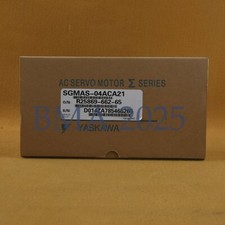 AC SERVO MOTOR Σ SERIES
SGMAS-04ACA21
O/N. R25869-662-65
S/N.
YASKAWA